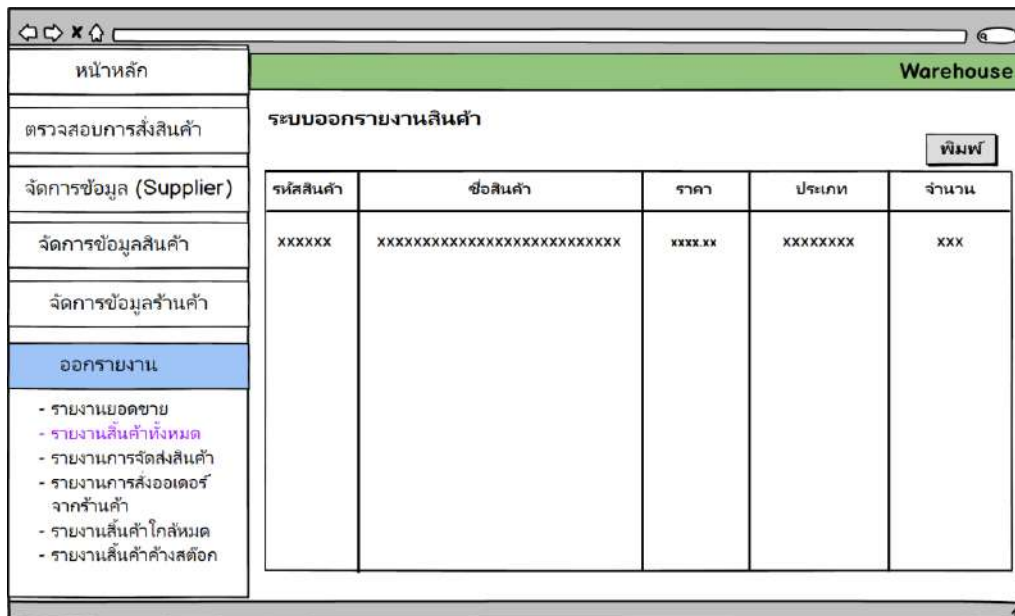 หน้าหลัก
Warehouse
ตรวจสอบการสั่งสินค้า
จัดการข้อมูล (Supplier)
จัดการข้อมูลสินค้า
จัดการข้อมูลร้านค้า
ออกรายงาน
- รายงานยอดขาย
- รายงานสิ้นค้าทั้งหมด
- รายงานการจัดส่งสินค้า
- รายงานการสั่งออเดอร์
จากร้านค้า
- รายงานสิ้นค้าใกล้หมด
- รายงานสิ้นค้าค้างสต๊อก
ระบบออกรายงานสินค้า
พิมพ์
รหัสสินค้า ชื่อสินค้า ราคา ประเภท จำนวน
xxxxxx xxxxxxxxxxxxxxxxxxxxxxxxxxx xxxx.xx xxxxxxxx xxx